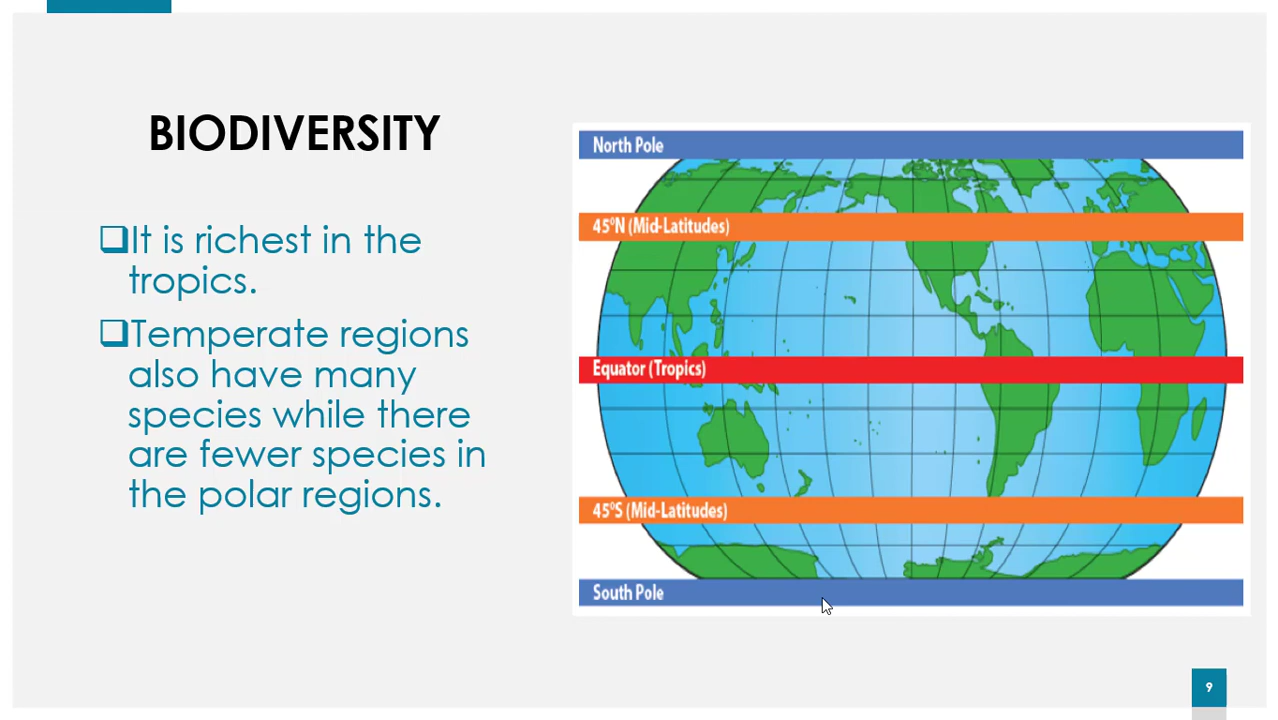 BIODIVERSITY
❑It is richest in the
tropics.
❑Temperate regions
also have many
species while there
are fewer species in
the polar regions.
North Pole
45°N (Mid-Latitudes)
Equator (Tropics)
45°S (Mid-Latitudes)
South Pole
9